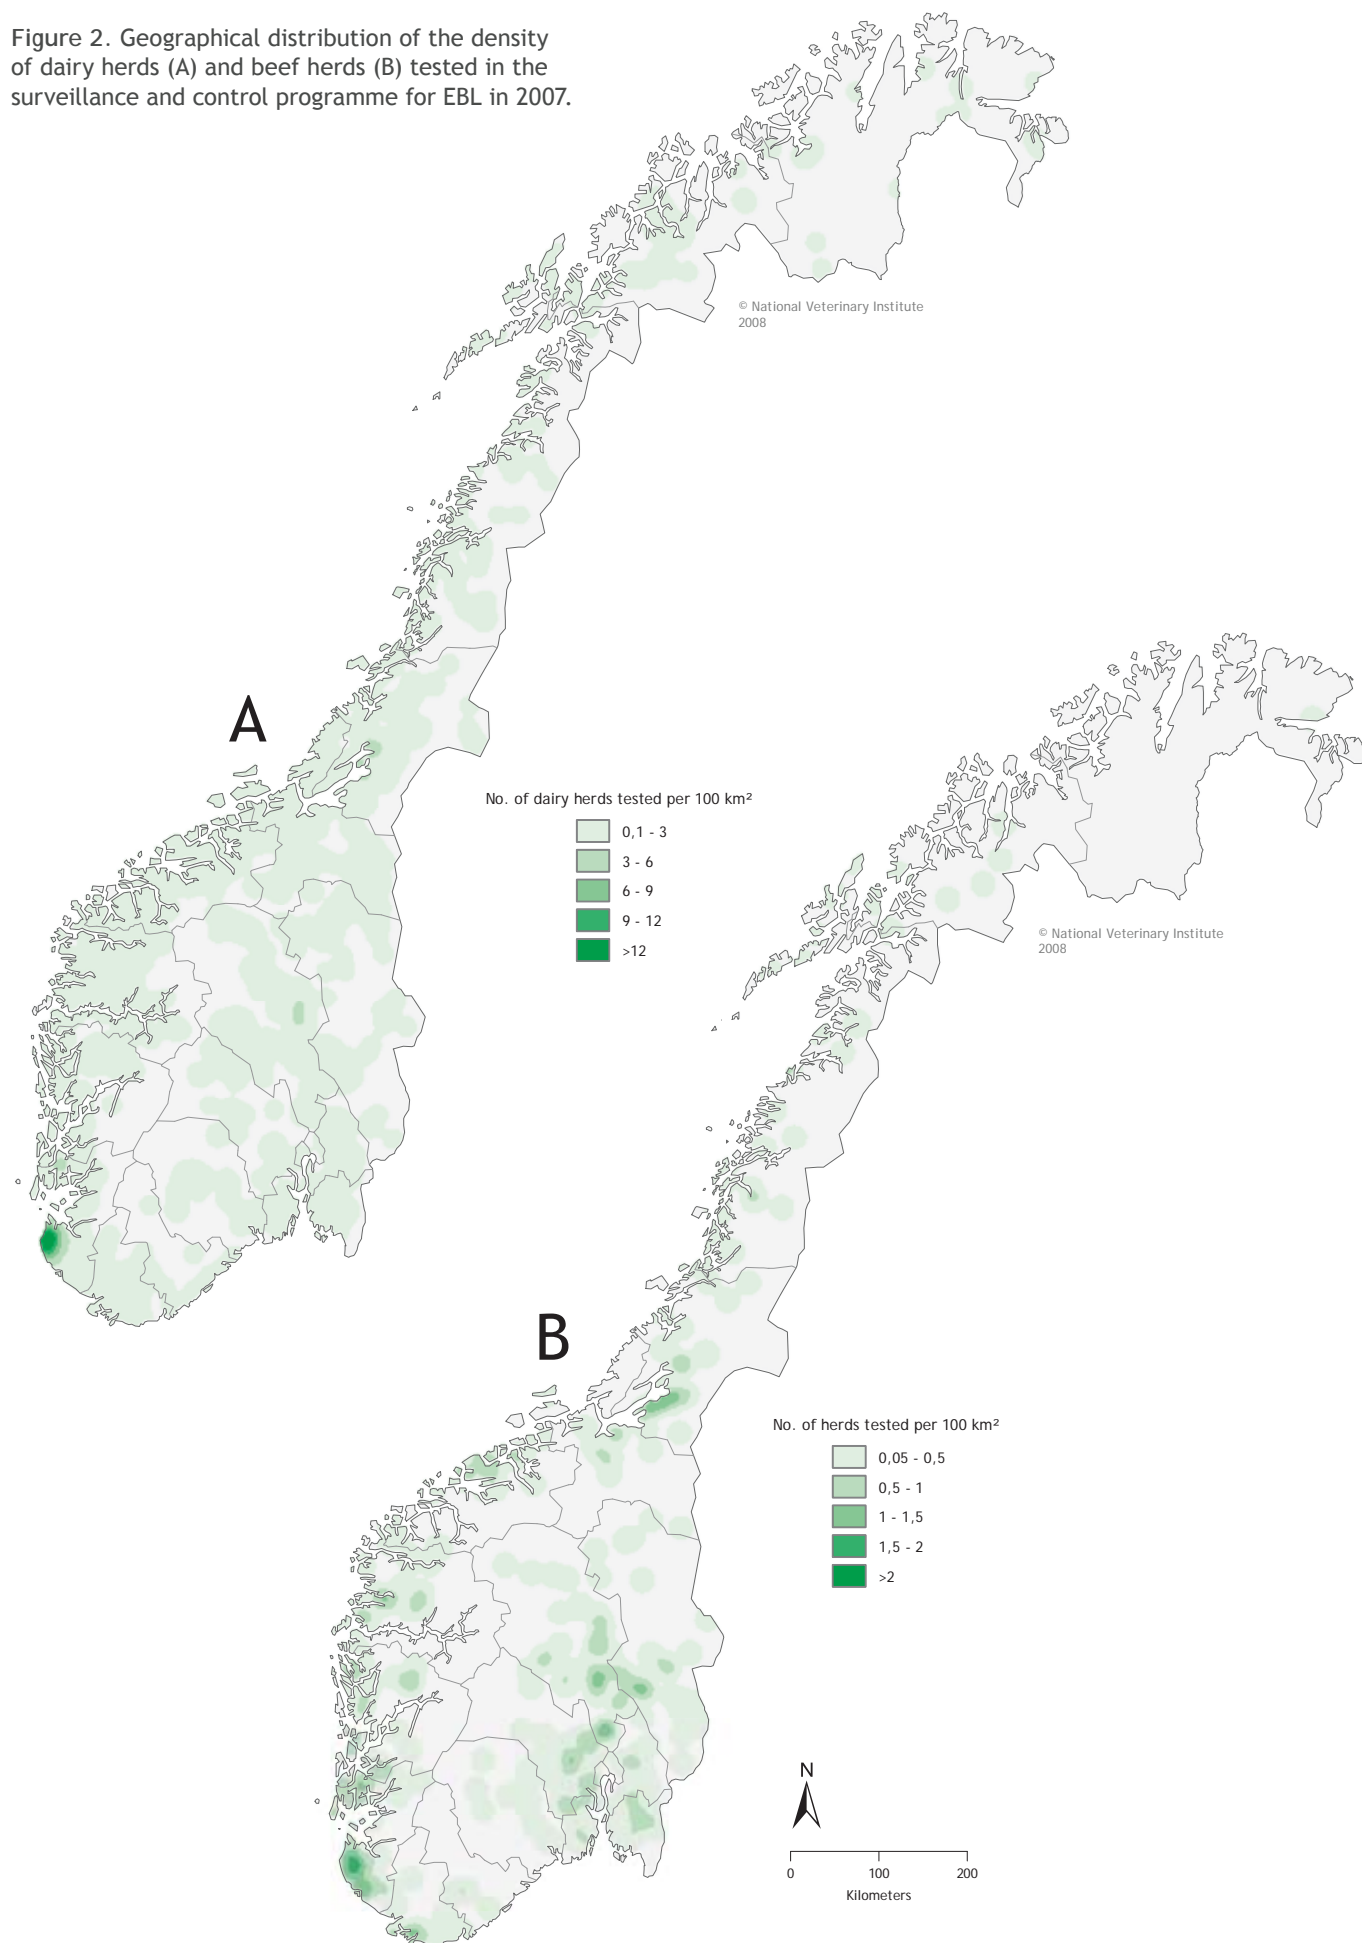 Figure 2. Geographical distribution of the density
of dairy herds (A) and beef herds (B) tested in the
surveillance and control programme for EBL in 2007.
© National Veterinary Institute
2008
A
No. of dairy herds tested per 100 km²
0,1 - 3
3 - 6
6 - 9
9 - 12
>12
© National Veterinary Institute
2008
B
No. of herds tested per 100 km²
0,05 - 0,5
0,5 - 1
1 - 1,5
1,5 - 2
>2
N
0 100 200
Kilometers